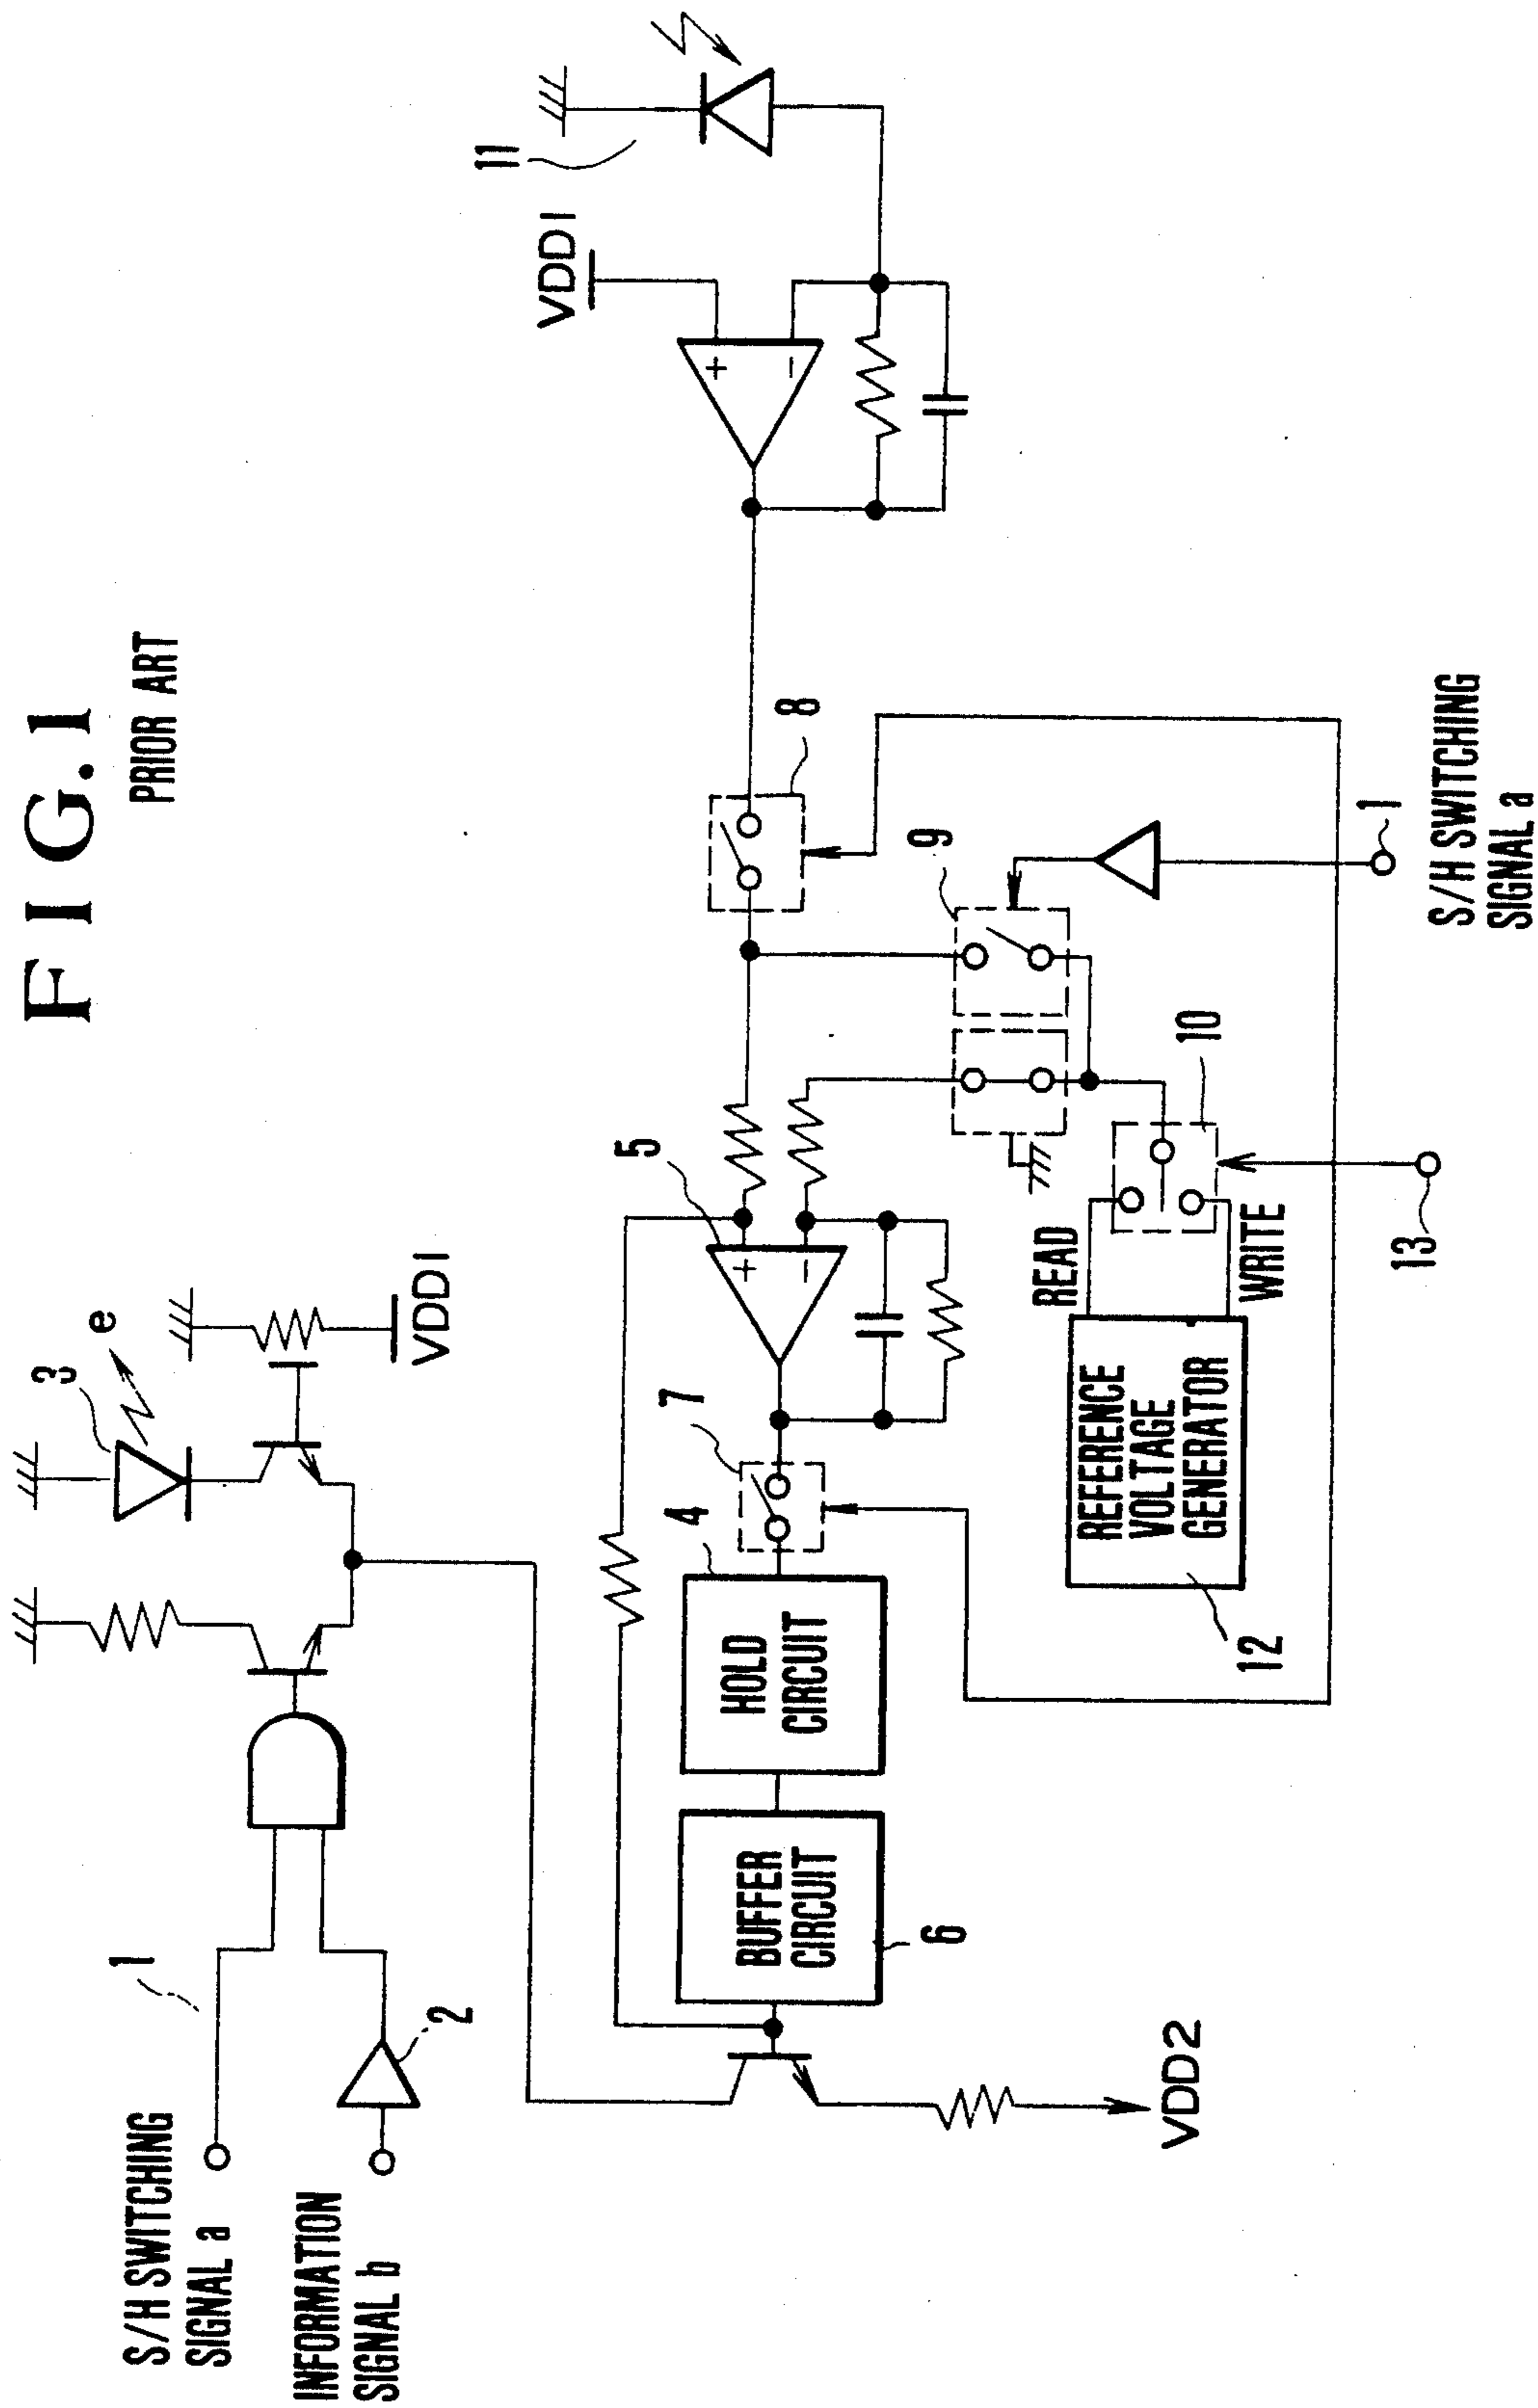 FIG.1
PRIOR ART
S/H SWITCHING
SIGNAL a
1
INFORMATION
SIGNAL b
2
3
e
VDD1
VDD1
11
5
7
4
8
HOLD
CIRCUIT
BUFFER
CIRCUIT
6
VDD2
+
−
+
−
9
10
READ
WRITE
REFERENCE
VOLTAGE
GENERATOR
12
13
1
S/H SWITCHING
SIGNAL a